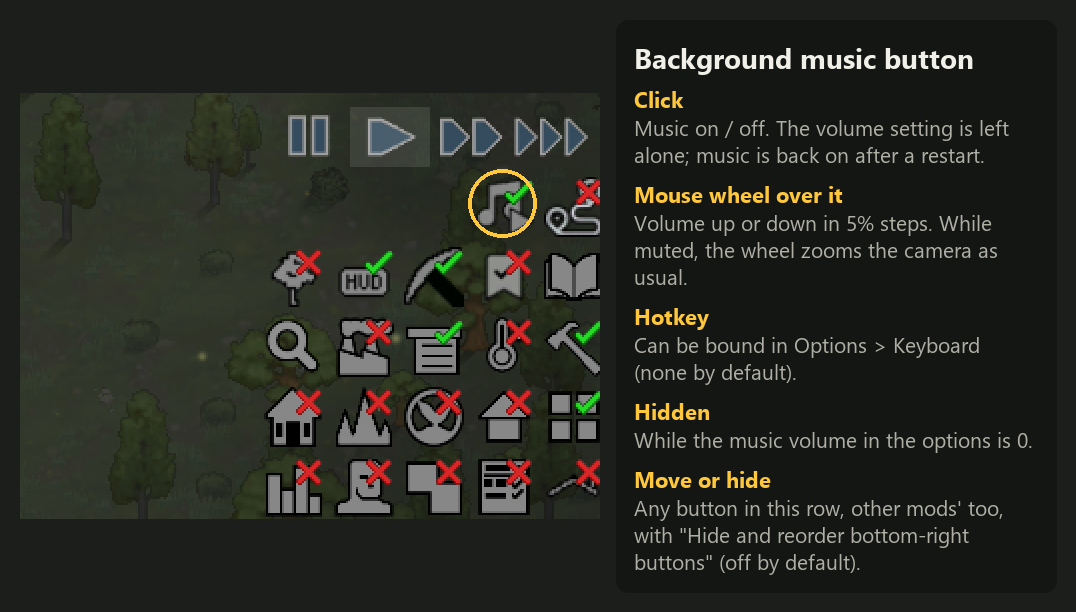 Background music button
Click
Music on / off. The volume setting is left
alone; music is back on after a restart.
Mouse wheel over it
Volume up or down in 5% steps. While
muted, the wheel zooms the camera as
usual.
Hotkey
Can be bound in Options > Keyboard
(none by default).
Hidden
While the music volume in the options is 0.
Move or hide
Any button in this row, other mods' too,
with "Hide and reorder bottom-right
buttons" (off by default).
HUD